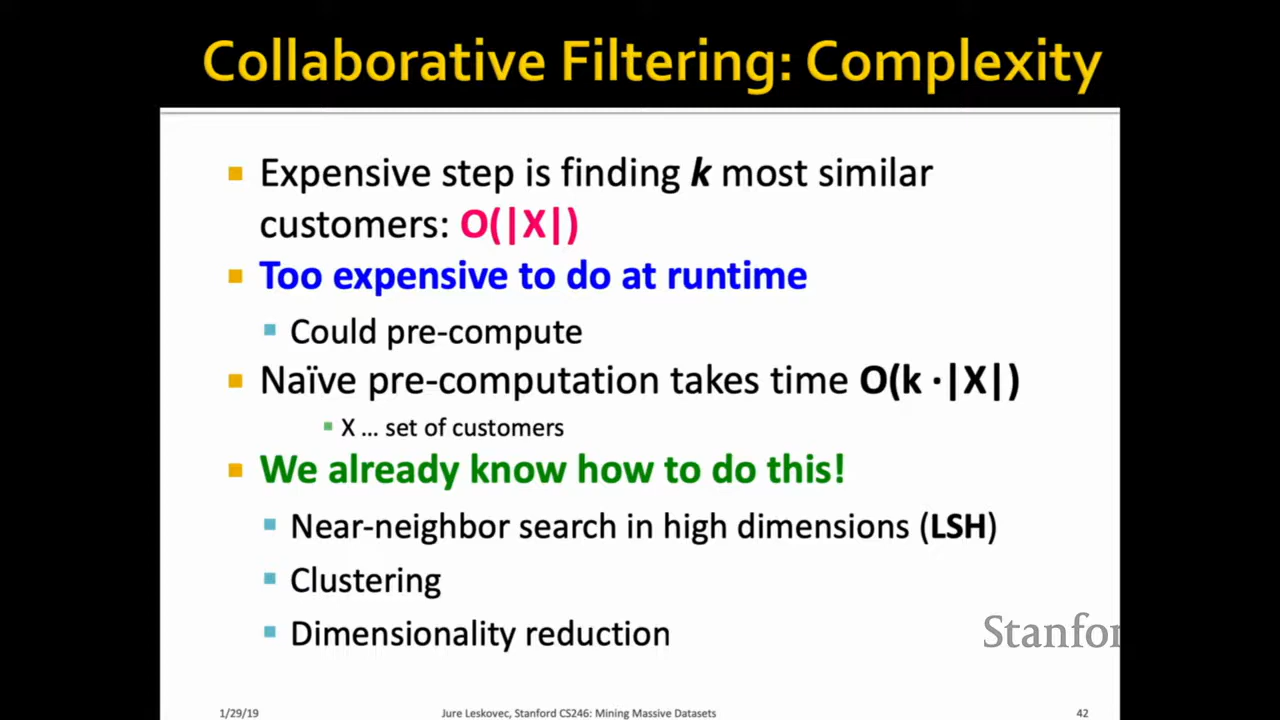 Collaborative Filtering: Complexity
Expensive step is finding k most similar
customers: O(|X|)
Too expensive to do at runtime
Could pre-compute
Naïve pre-computation takes time O(k ·|X|)
X … set of customers
We already know how to do this!
Near-neighbor search in high dimensions (LSH)
Clustering
Dimensionality reduction
Stanfor
1/29/19
Jure Leskovec, Stanford CS246: Mining Massive Datasets
42